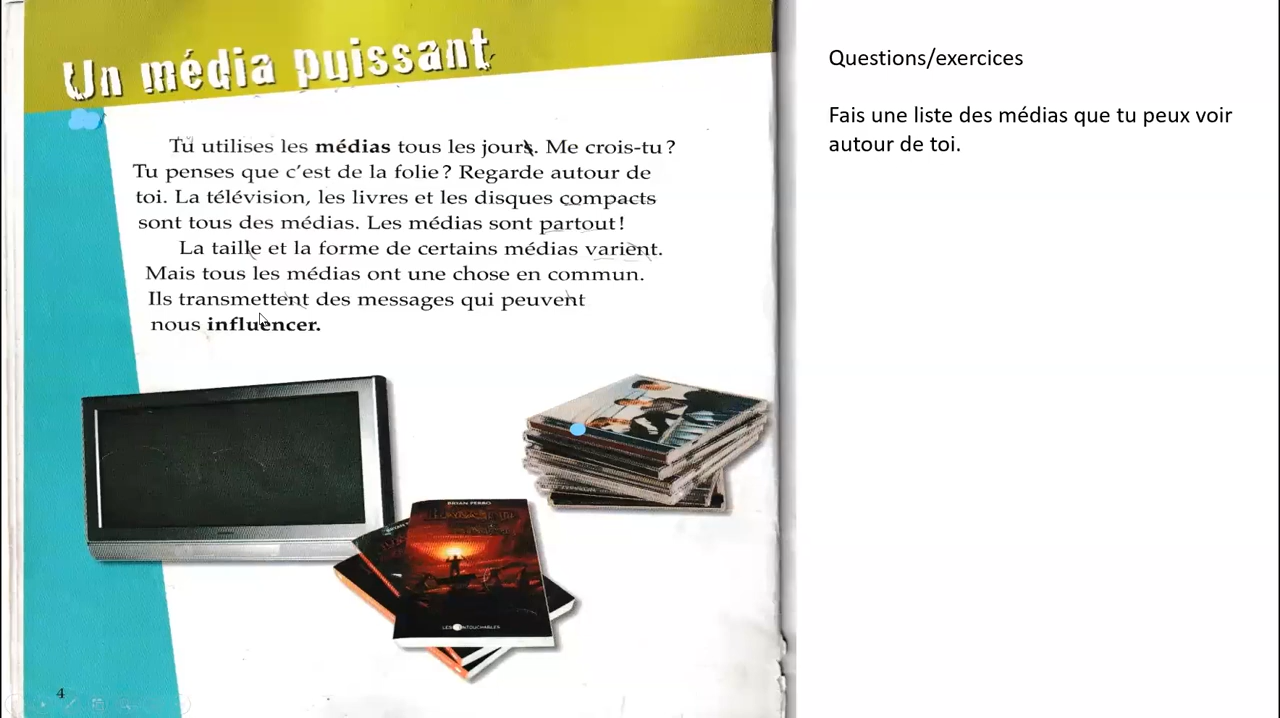 Un média puissant
Tu utilises les médias tous les jours. Me crois-tu ?
Tu penses que c'est de la folie ? Regarde autour de
toi. La télévision, les livres et les disques compacts
sont tous des médias. Les médias sont partout !
La taille et la forme de certains médias varient.
Mais tous les médias ont une chose en commun.
Ils transmettent des messages qui peuvent
nous influencer.
BRYAN PERRO
4
Questions/exercices
Fais une liste des médias que tu peux voir
autour de toi.